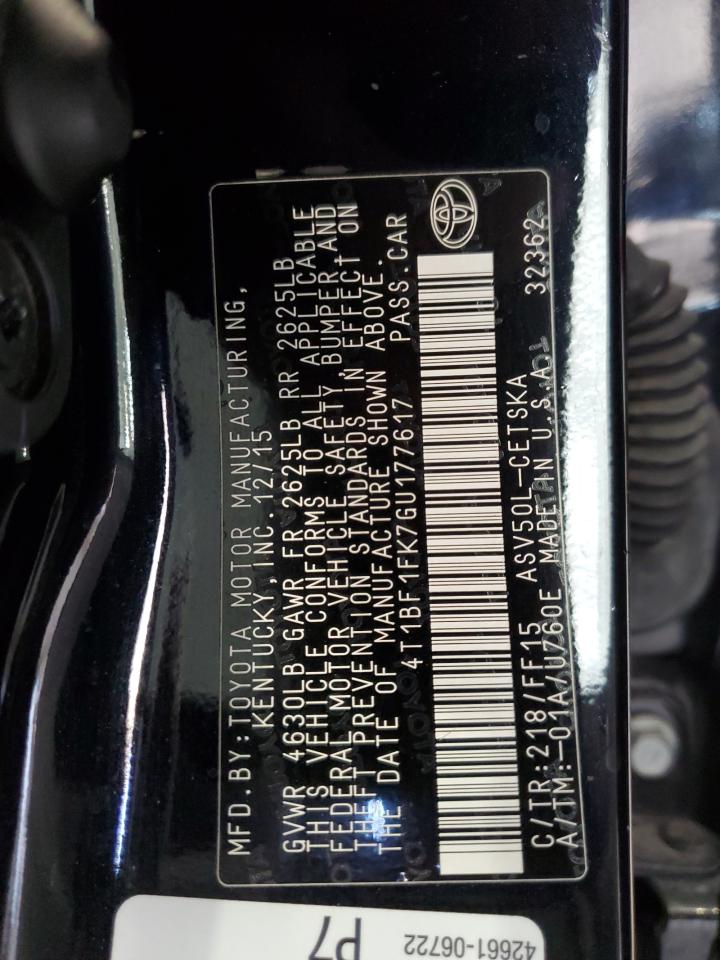 MFD.BY:TOYOTA MOTOR MANUFACTURING,
KENTUCKY,INC. 12/15
GVWR 4630LB GAWR FR 2625LB RR 2625LB
THIS VEHICLE CONFORMS TO ALL APPLICABLE
FEDERAL MOTOR VEHICLE SAFETY, BUMPER,AND
THEFT PREVENTION STANDARDS IN EFFECT ON
THE DATE OF MANUFACTURE SHOWN ABOVE.
4T1BF1FK7GU177617 PASS.CAR
C/TR:218/FF15 ASV50L-CETSKA
A/TM:-01A/U760E MADE IN U.S.A. 32362
42661-06722
P7